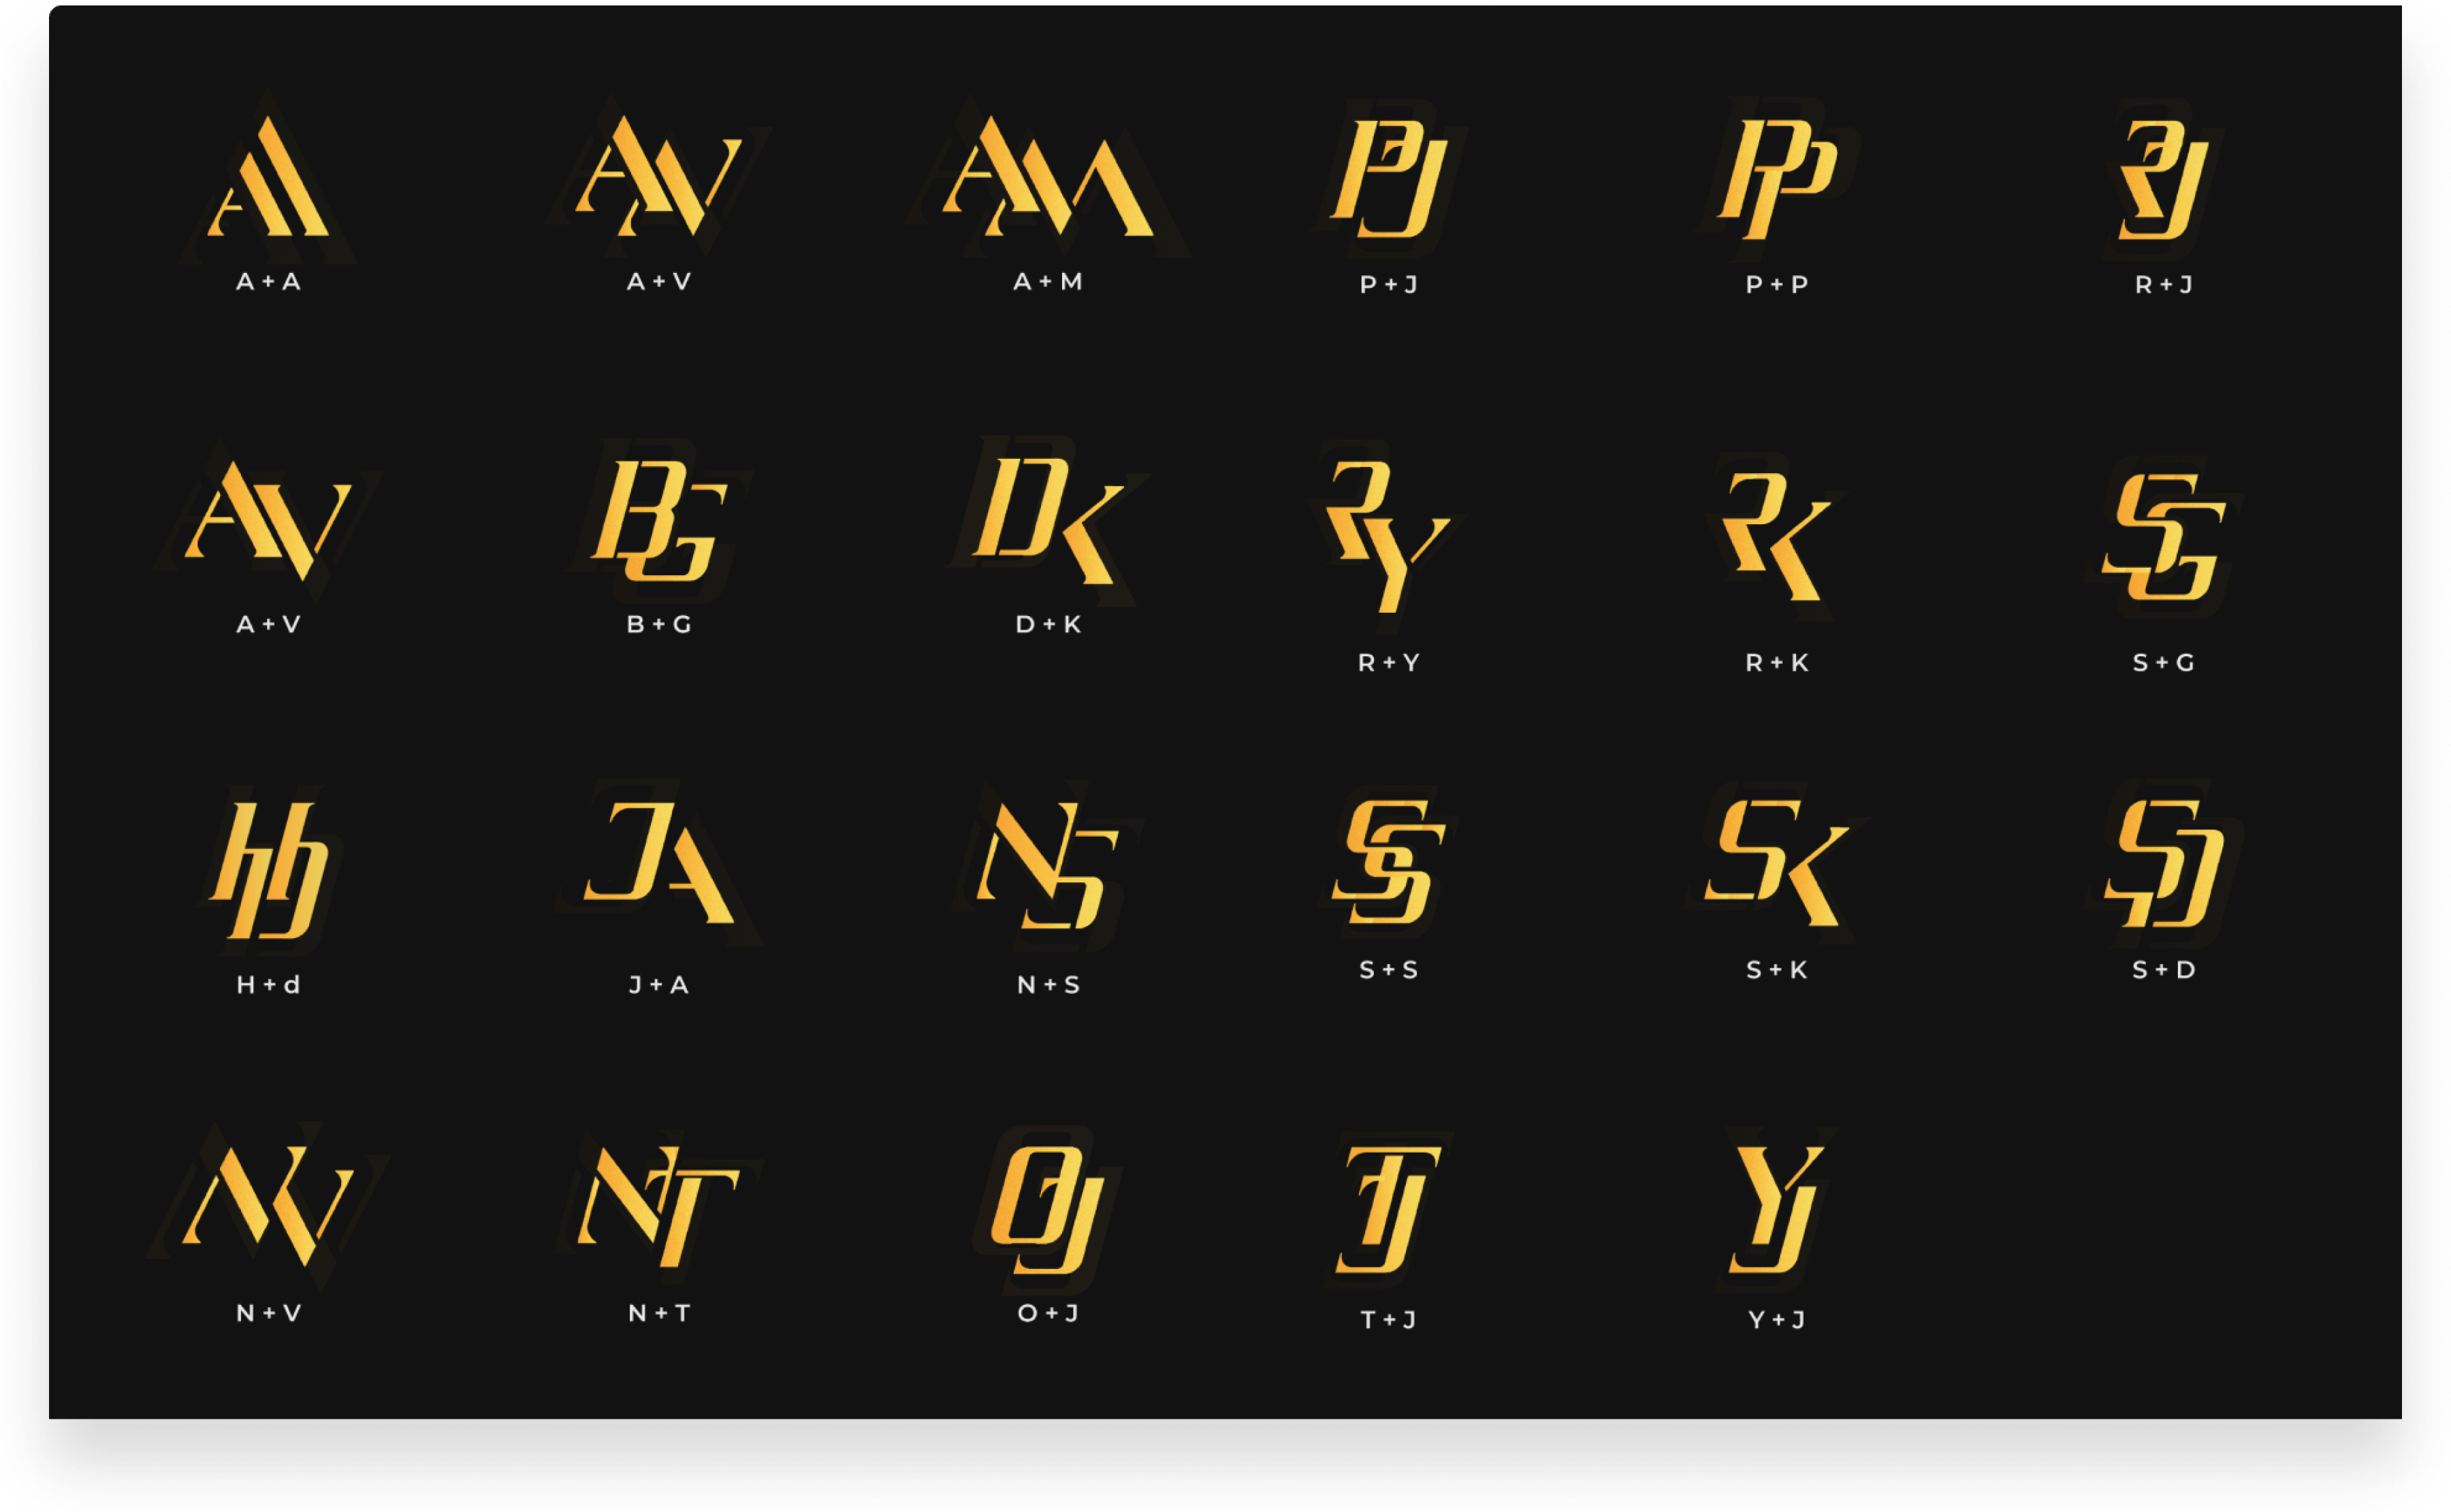 A + A
A + V
A + M
P + J
P + P
R + J
A + V
B + G
D + K
R + Y
R + K
S + G
H + d
J + A
N + S
S + S
S + K
S + D
N + V
N + T
O + J
T + J
Y + J